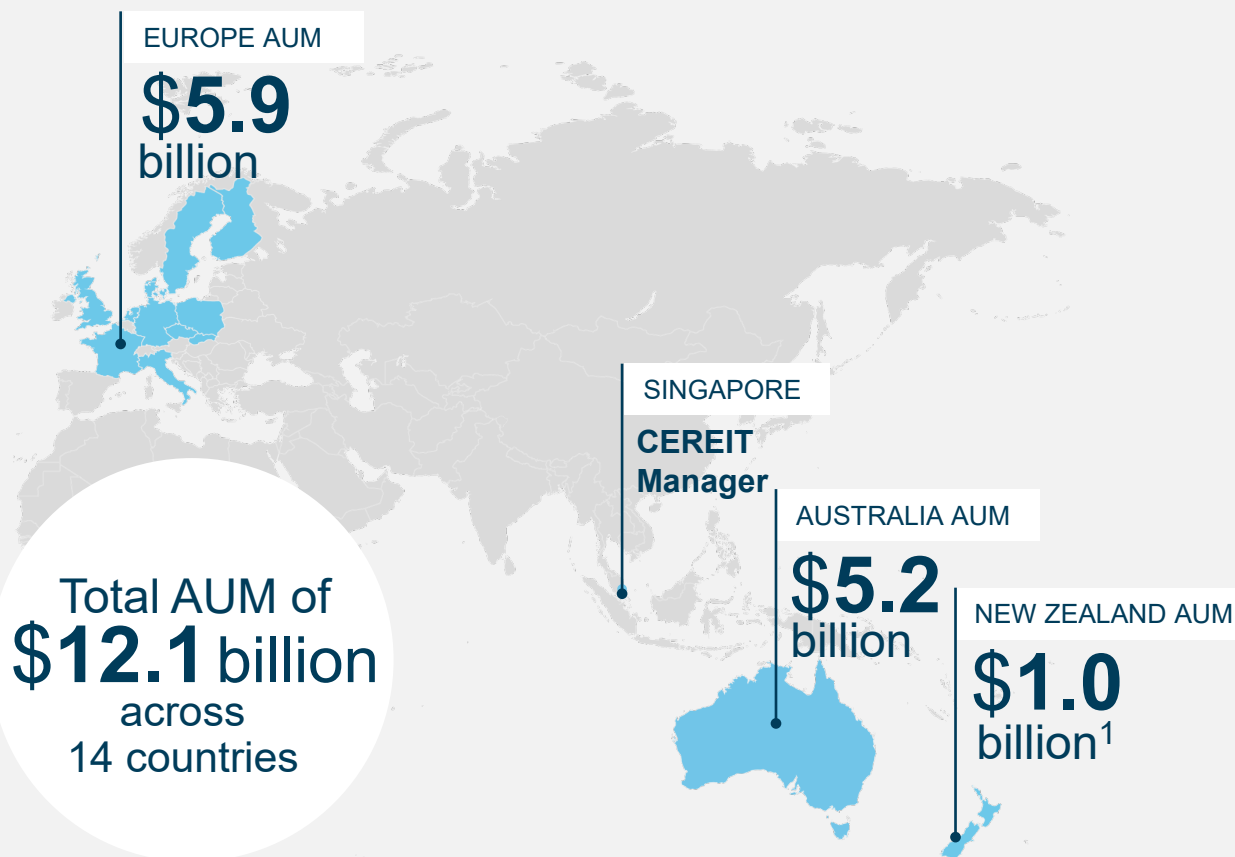 EUROPE AUM
$5.9
billion
SINGAPORE
CEREIT
Manager
AUSTRALIA AUM
$5.2
billion
NEW ZEALAND AUM
$1.0
billion1
Total AUM of
$12.1 billion
across
14 countries